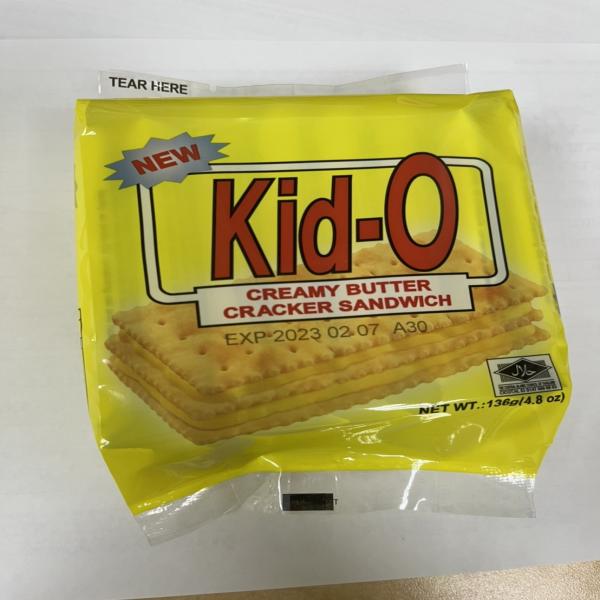 TEAR HERE
NEW
Kid-O
CREAMY BUTTER
CRACKER SANDWICH
EXP 2023 02 07 A30
حلال
NET WT.:136g(4.8 oz)